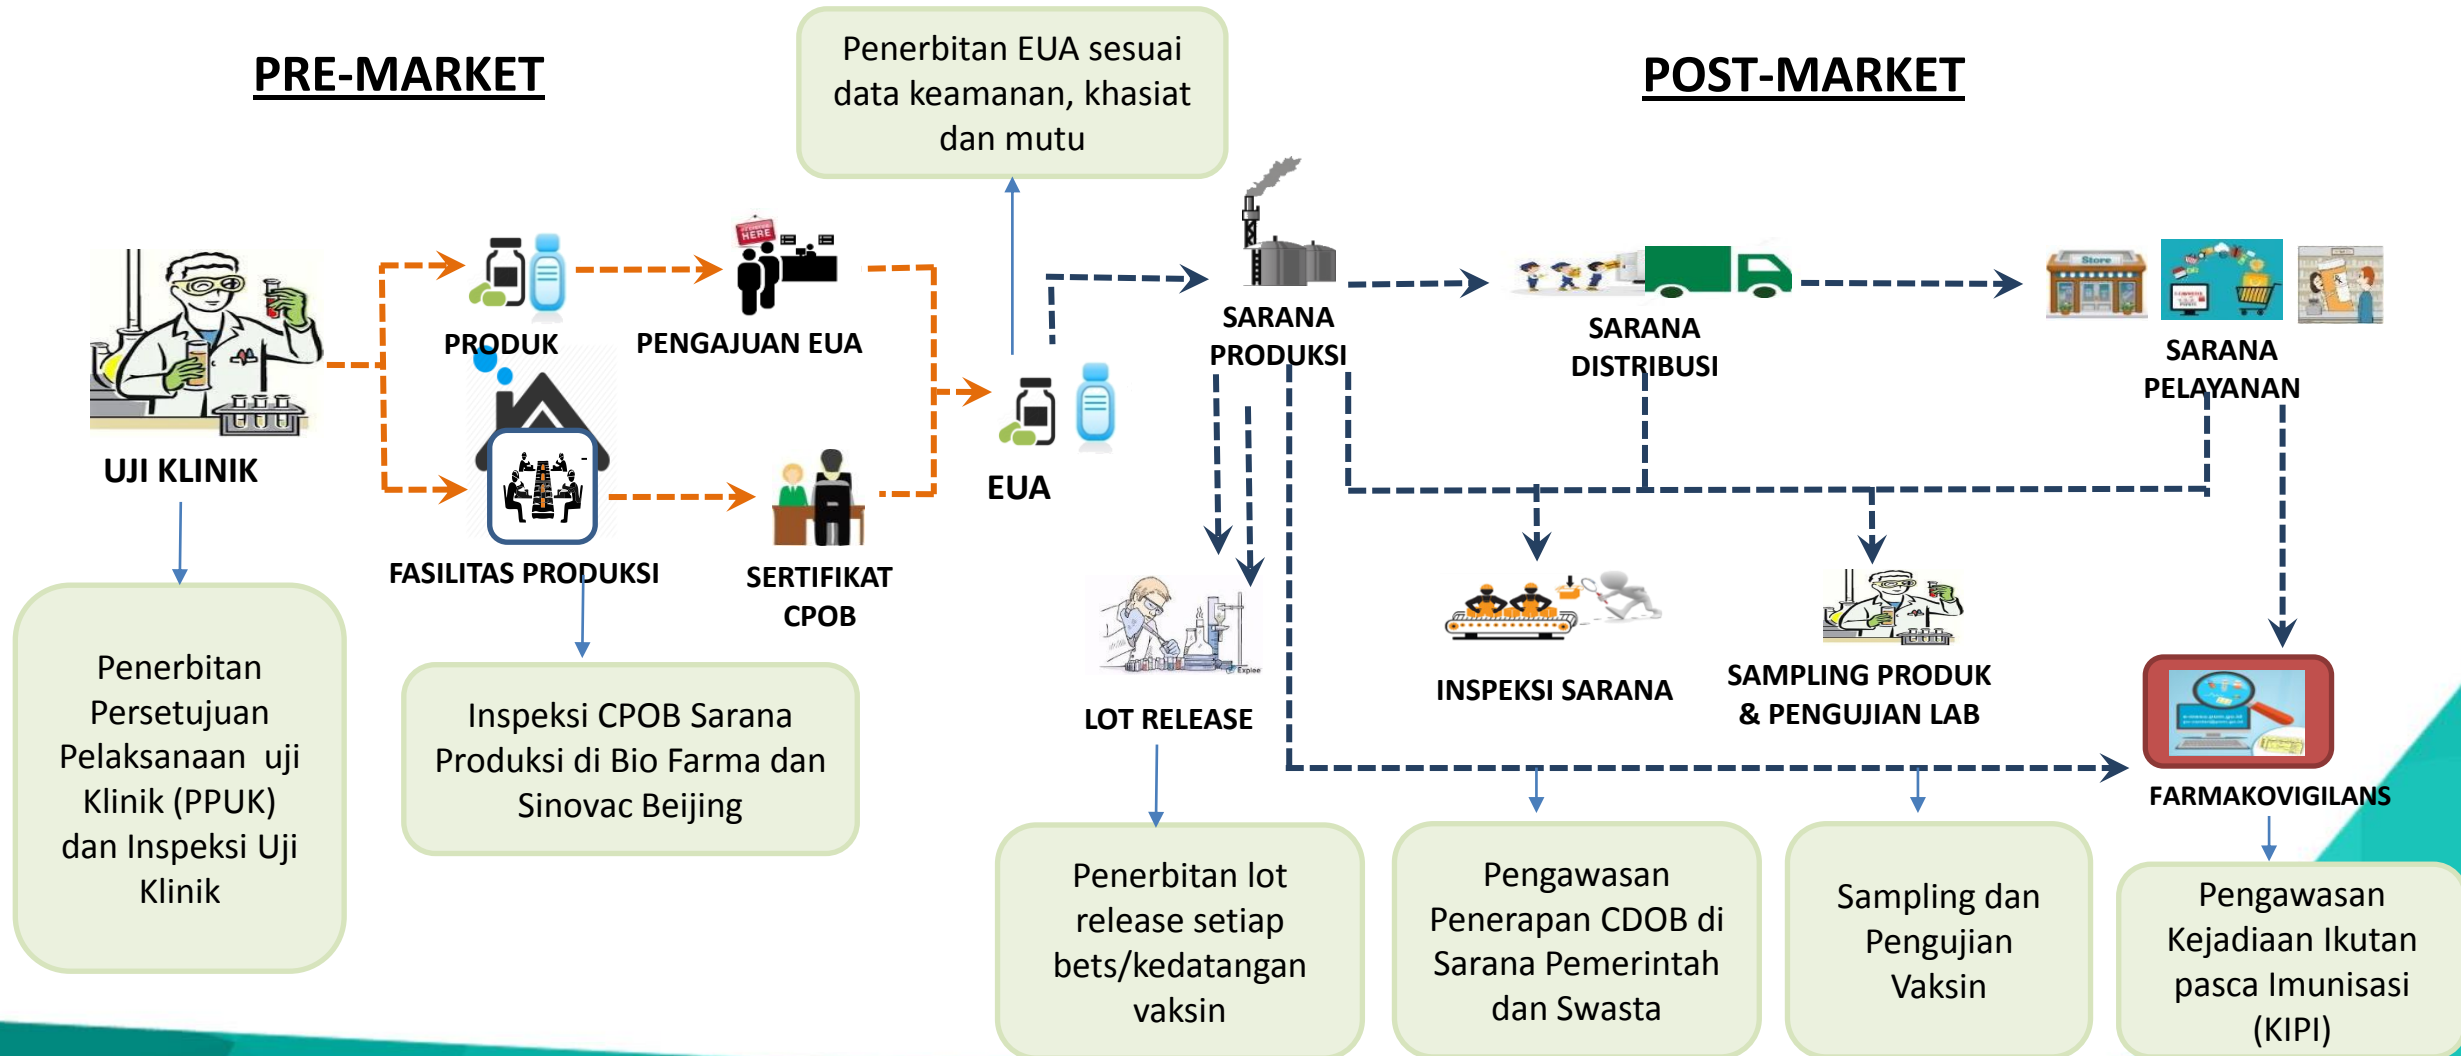 PRE-MARKET
Penerbitan EUA sesuai
data keamanan, khasiat
dan mutu
POST-MARKET
HERE
Store
PRODUK
PENGAJUAN EUA
SARANA
PRODUKSI
SARANA
DISTRIBUSI
SARANA
PELAYANAN
UJI KLINIK
EUA
FASILITAS PRODUKSI
SERTIFIKAT
CPOB
Penerbitan
Persetujuan
Pelaksanaan uji
Klinik (PPUK)
dan Inspeksi Uji
Klinik
Inspeksi CPOB Sarana
Produksi di Bio Farma dan
Sinovac Beijing
Explee
LOT RELEASE
INSPEKSI SARANA
SAMPLING PRODUK
& PENGUJIAN LAB
FARMAKOVIGILANS
Penerbitan lot
release setiap
bets/kedatangan
vaksin
Pengawasan
Penerapan CDOB di
Sarana Pemerintah
dan Swasta
Sampling dan
Pengujian
Vaksin
Pengawasan
Kejadiaan Ikutan
pasca Imunisasi
(KIPI)